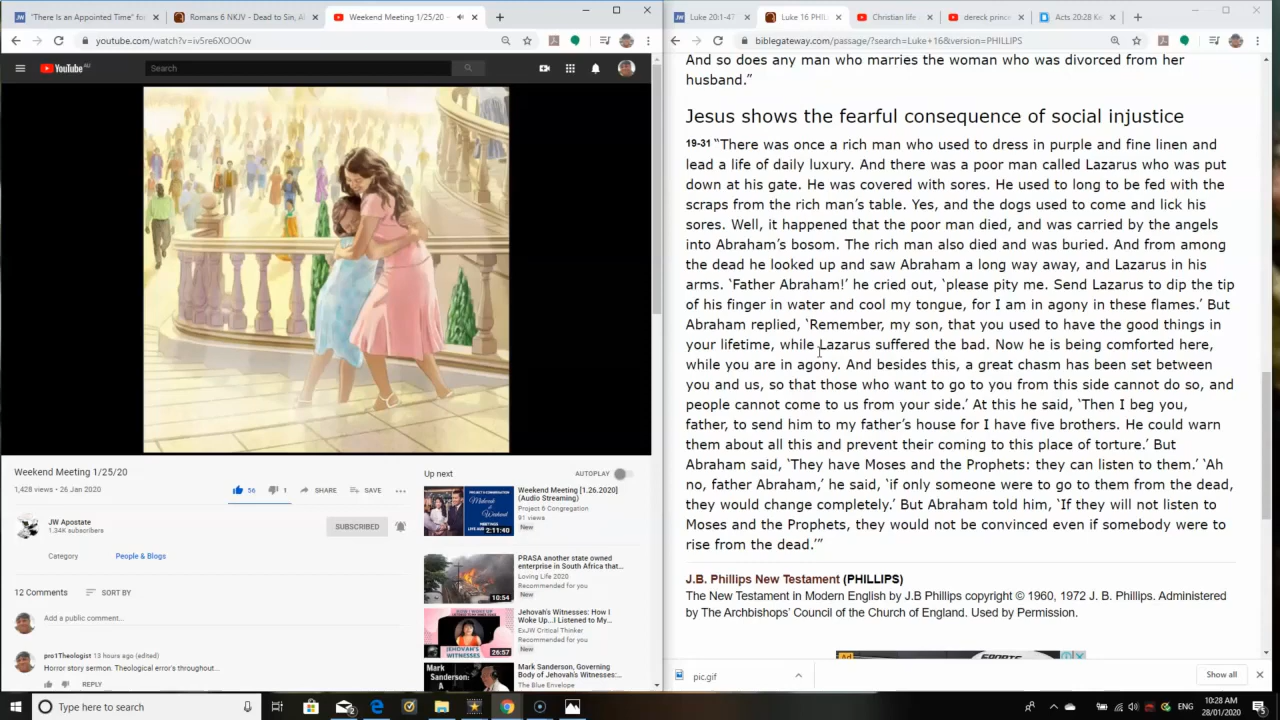 "There Is an Appointed Time" for
Romans 6 NKJV - Dead to Sin, Al
Weekend Meeting 1/25/20 -
youtube.com/watch?v=iv5re6XOOOw
YouTube AU
Search
Weekend Meeting 1/25/20
1,428 views • 26 Jan 2020
56
1
SHARE
SAVE
JW Apostate
1.34K subscribers
SUBSCRIBED
Category
People & Blogs
12 Comments
SORT BY
Add a public comment...
pro1Theologist 13 hours ago (edited)
Horror story sermon. Theological error's throughout...
REPLY
Up next
AUTOPLAY
Weekend Meeting [1.26.2020]
(Audio Streaming)
Project 6 Congregation
91 views
New
2:11:40
PRASA another state owned
enterprise in South Africa that...
Loving Life 2020
Recommended for you
New
10:54
Jehovah's Witnesses: How I
Woke Up...I Listened to My...
ExJW Critical Thinker
Recommended for you
New
26:57
JEHOVAH'S
WITNESSES
Mark Sanderson, Governing
Body of Jehovah's Witnesses:...
The Blue Envelope
Mark
Sanderson:
Luke 20:1-47
Luke 16 PHIL
Christian life
dereck prince
Acts 20:28 Ke
biblegateway.com/passage/?search=Luke+16&version=PHILLIPS
And so does any man who marries the woman who was divorced from her
husband.”
Jesus shows the fearful consequence of social injustice
19-31 “There was once a rich man who used to dress in purple and fine linen and
lead a life of daily luxury. And there was a poor man called Lazarus who was put
down at his gate. He was covered with sores. He used to long to be fed with the
scraps from the rich man’s table. Yes, and the dogs used to come and lick his
sores. Well, it happened that the poor man died, and was carried by the angels
into Abraham’s bosom. The rich man also died and was buried. And from among
the dead he looked up and saw Abraham a long way away, and Lazarus in his
arms. ‘Father Abraham!’ he cried out, ‘please pity me. Send Lazarus to dip the tip
of his finger in water and cool my tongue, for I am in agony in these flames.’ But
Abraham replied, ‘Remember, my son, that you used to have the good things in
your lifetime, while Lazarus suffered the bad. Now he is being comforted here,
while you are in agony. And besides this, a great chasm has been set between
you and us, so that those who want to go to you from this side cannot do so, and
people cannot come to us from your side.’ At this he said, ‘Then I beg you,
father, to send him to my father’s house for I have five brothers. He could warn
them about all this and prevent their coming to this place of torture.’ But
Abraham said, ‘They have Moses and the Prophets: they can listen to them.’ ‘Ah
no, father Abraham,’ he said, ‘if only someone were to go to them from the dead,
they would change completely.’ But Abraham told him, ‘If they will not listen to
Moses and the Prophets, they would not be convinced even if somebody were to
rise from the dead.’”
J.B. Phillips New Testament (PHILLIPS)
The New Testament in Modern English by J.B Phillips copyright © 1960, 1972 J. B. Phillips. Administered
by The Archbishops’ Council of the Church of England. Used by Permission.
Ad
SPORTS
pic.gif
Show all
Type here to search
ENG
10:28 AM
28/01/2020